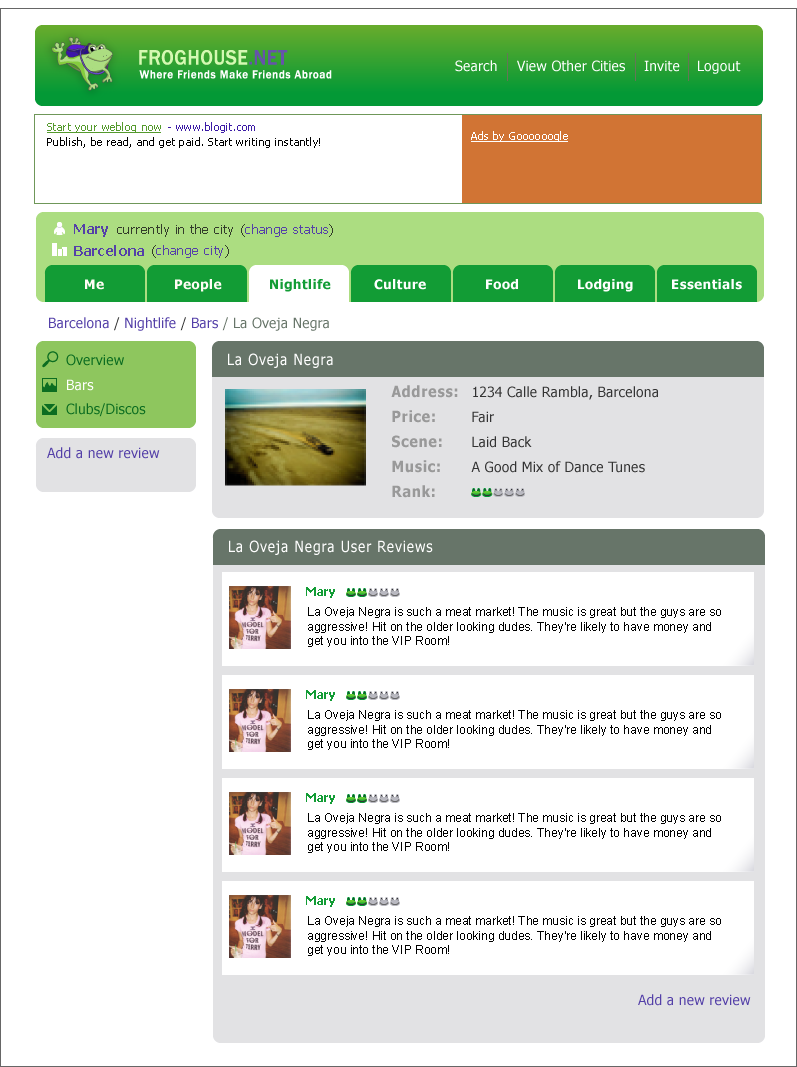 FROGHOUSE.NET
Where Friends Make Friends Abroad
Search View Other Cities Invite Logout
Start your weblog now - www.blogit.com
Publish, be read, and get paid. Start writing instantly!
Ads by Goooooogle
Mary currently in the city (change status)
Barcelona (change city)
Me People Nightlife Culture Food Lodging Essentials
Barcelona / Nightlife / Bars / La Oveja Negra
Overview
Bars
Clubs/Discos
Add a new review
La Oveja Negra
Address: 1234 Calle Rambla, Barcelona
Price: Fair
Scene: Laid Back
Music: A Good Mix of Dance Tunes
Rank:
La Oveja Negra User Reviews
Mary
La Oveja Negra is such a meat market! The music is great but the guys are so
aggressive! Hit on the older looking dudes. They're likely to have money and
get you into the VIP Room!
I
MODEL
FOR
TERRY
Mary
La Oveja Negra is such a meat market! The music is great but the guys are so
aggressive! Hit on the older looking dudes. They're likely to have money and
get you into the VIP Room!
I
MODEL
FOR
TERRY
Mary
La Oveja Negra is such a meat market! The music is great but the guys are so
aggressive! Hit on the older looking dudes. They're likely to have money and
get you into the VIP Room!
I
MODEL
FOR
TERRY
Mary
La Oveja Negra is such a meat market! The music is great but the guys are so
aggressive! Hit on the older looking dudes. They're likely to have money and
get you into the VIP Room!
I
MODEL
FOR
TERRY
Add a new review